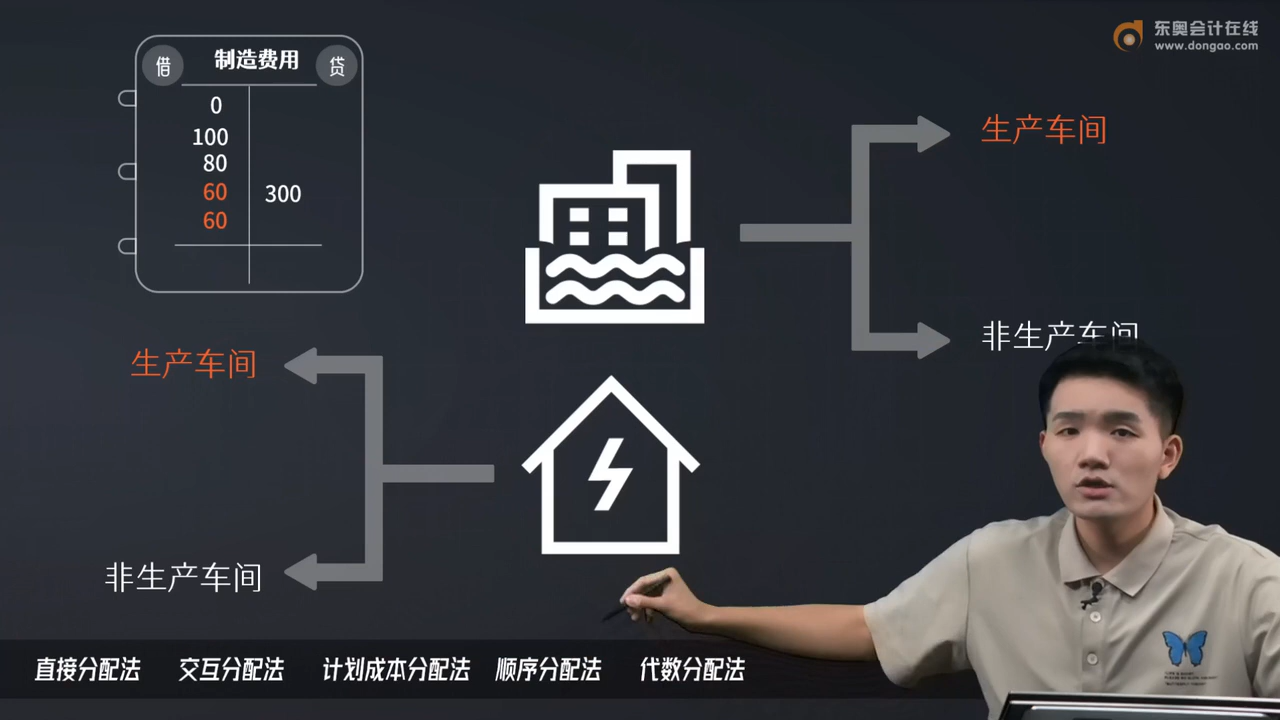 东奥会计在线
www.dongao.com
借 制造费用 贷
0
100
80
60 300
60
生产车间
非生产车间
生产车间
非生产车间
直接分配法 交互分配法 计划成本分配法 顺序分配法 代数分配法